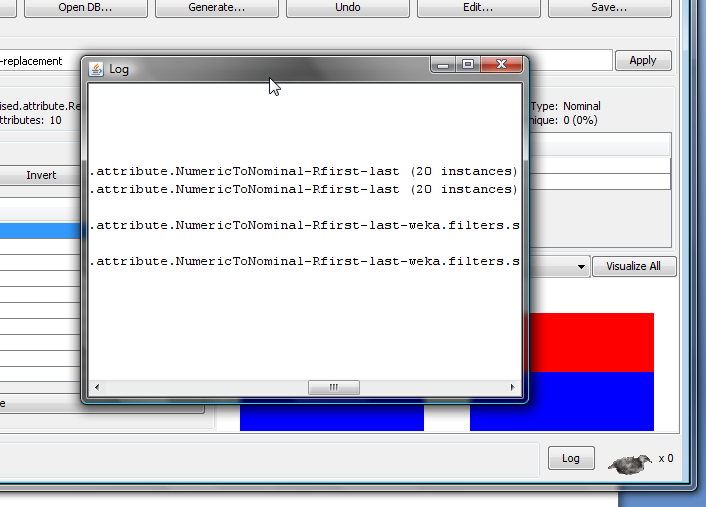 Open DB...
Generate...
Undo
Edit...
Save...
-replacement
Apply
Log
ised.attribute.Re
ttributes: 10
Type: Nominal
nique: 0 (0%)
Invert
.attribute.NumericToNominal-Rfirst-last (20 instances)
.attribute.NumericToNominal-Rfirst-last (20 instances)
.attribute.NumericToNominal-Rfirst-last-weka.filters.s
.attribute.NumericToNominal-Rfirst-last-weka.filters.s
Visualize All
e
Log
x 0